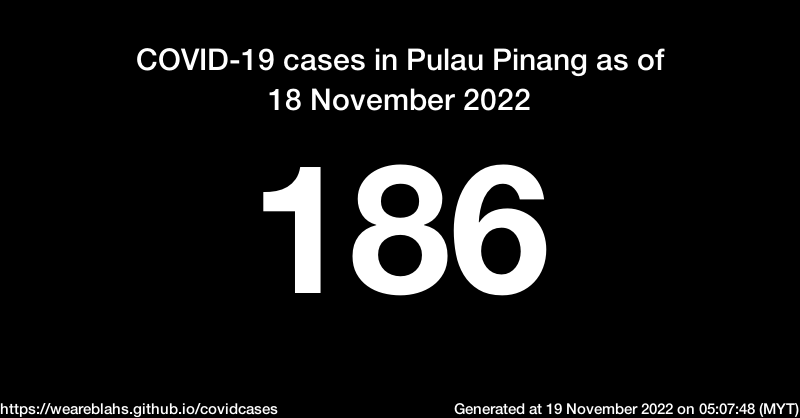 COVID-19 cases in Pulau Pinang as of
18 November 2022
186
https://weareblahs.github.io/covidcases
Generated at 19 November 2022 on 05:07:48 (MYT)